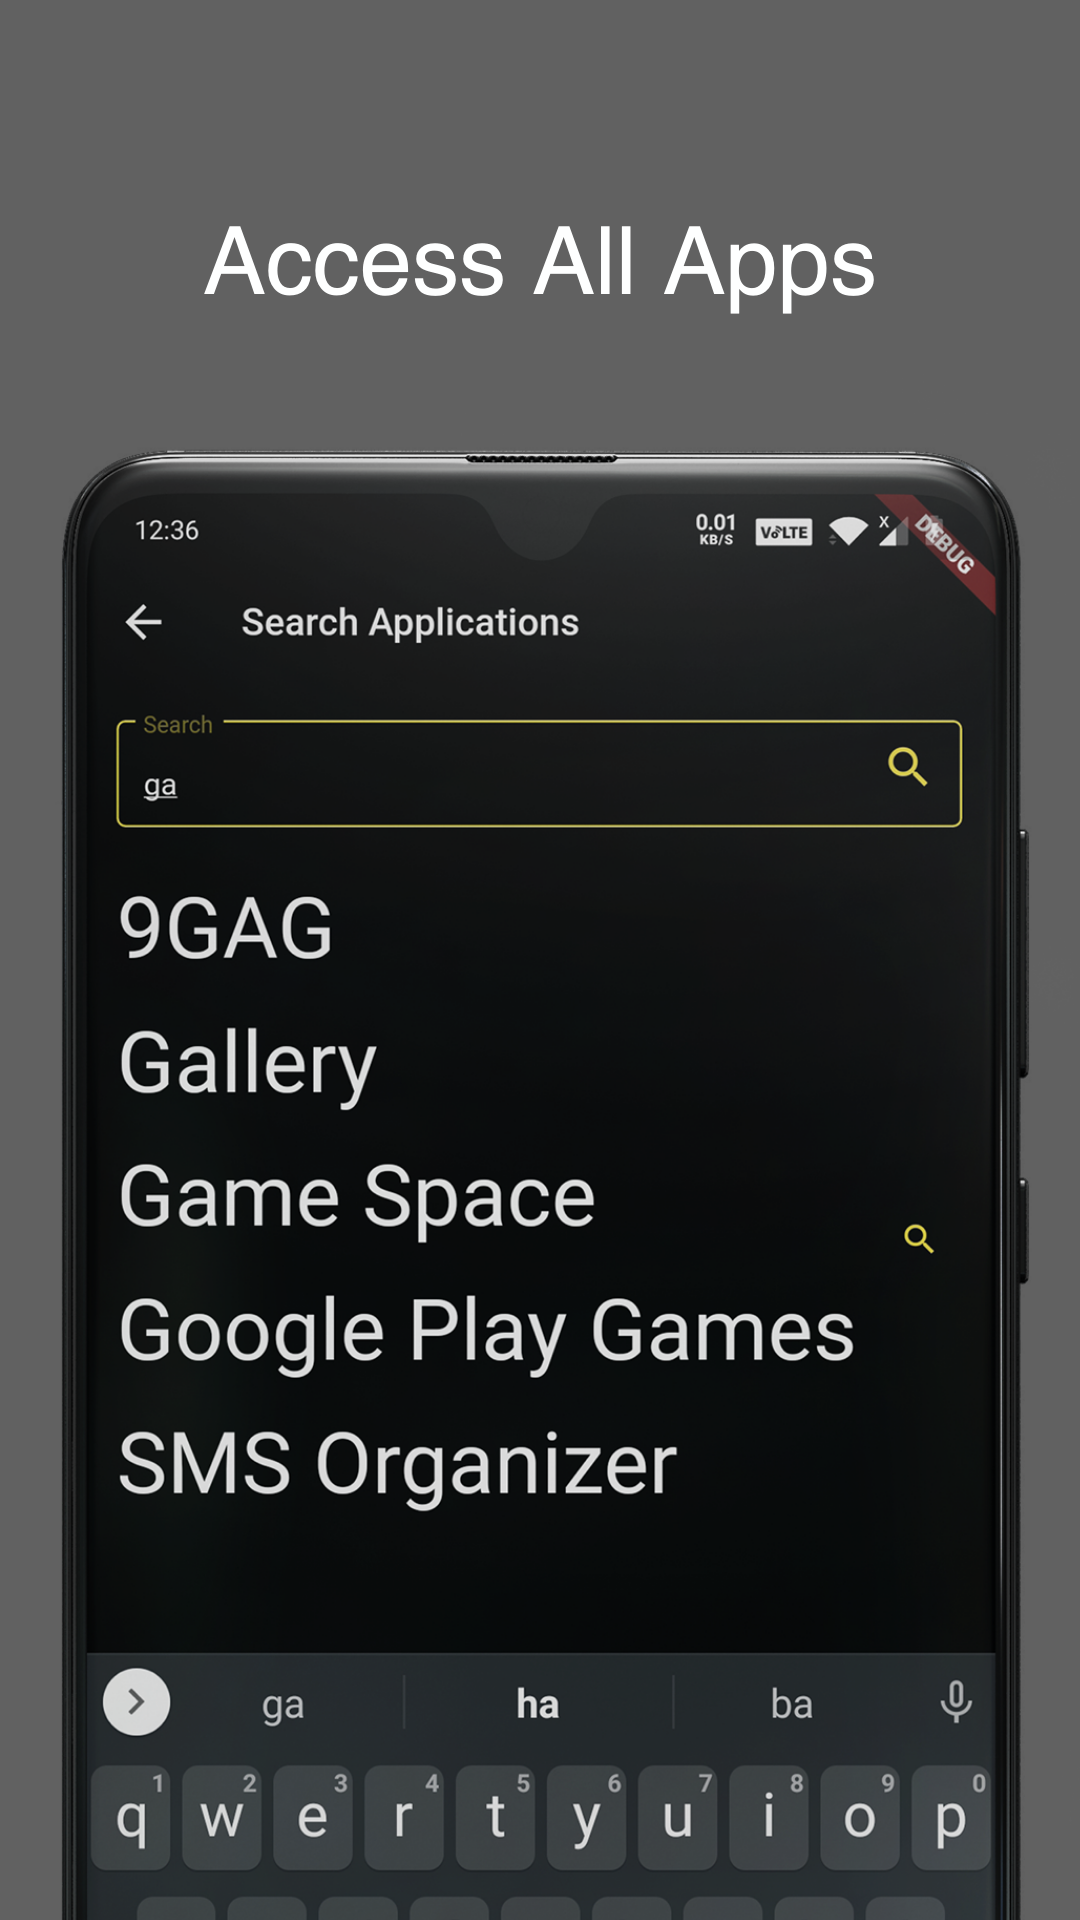 Access All Apps
12:36
0.01
KB/S
VoLTE
X
DEBUG
Search Applications
Search
ga
9GAG
Gallery
Game Space
Google Play Games
SMS Organizer
ga ha ba
1 2 3 4 5 6 7 8 9 0
q w e r t y u i o p